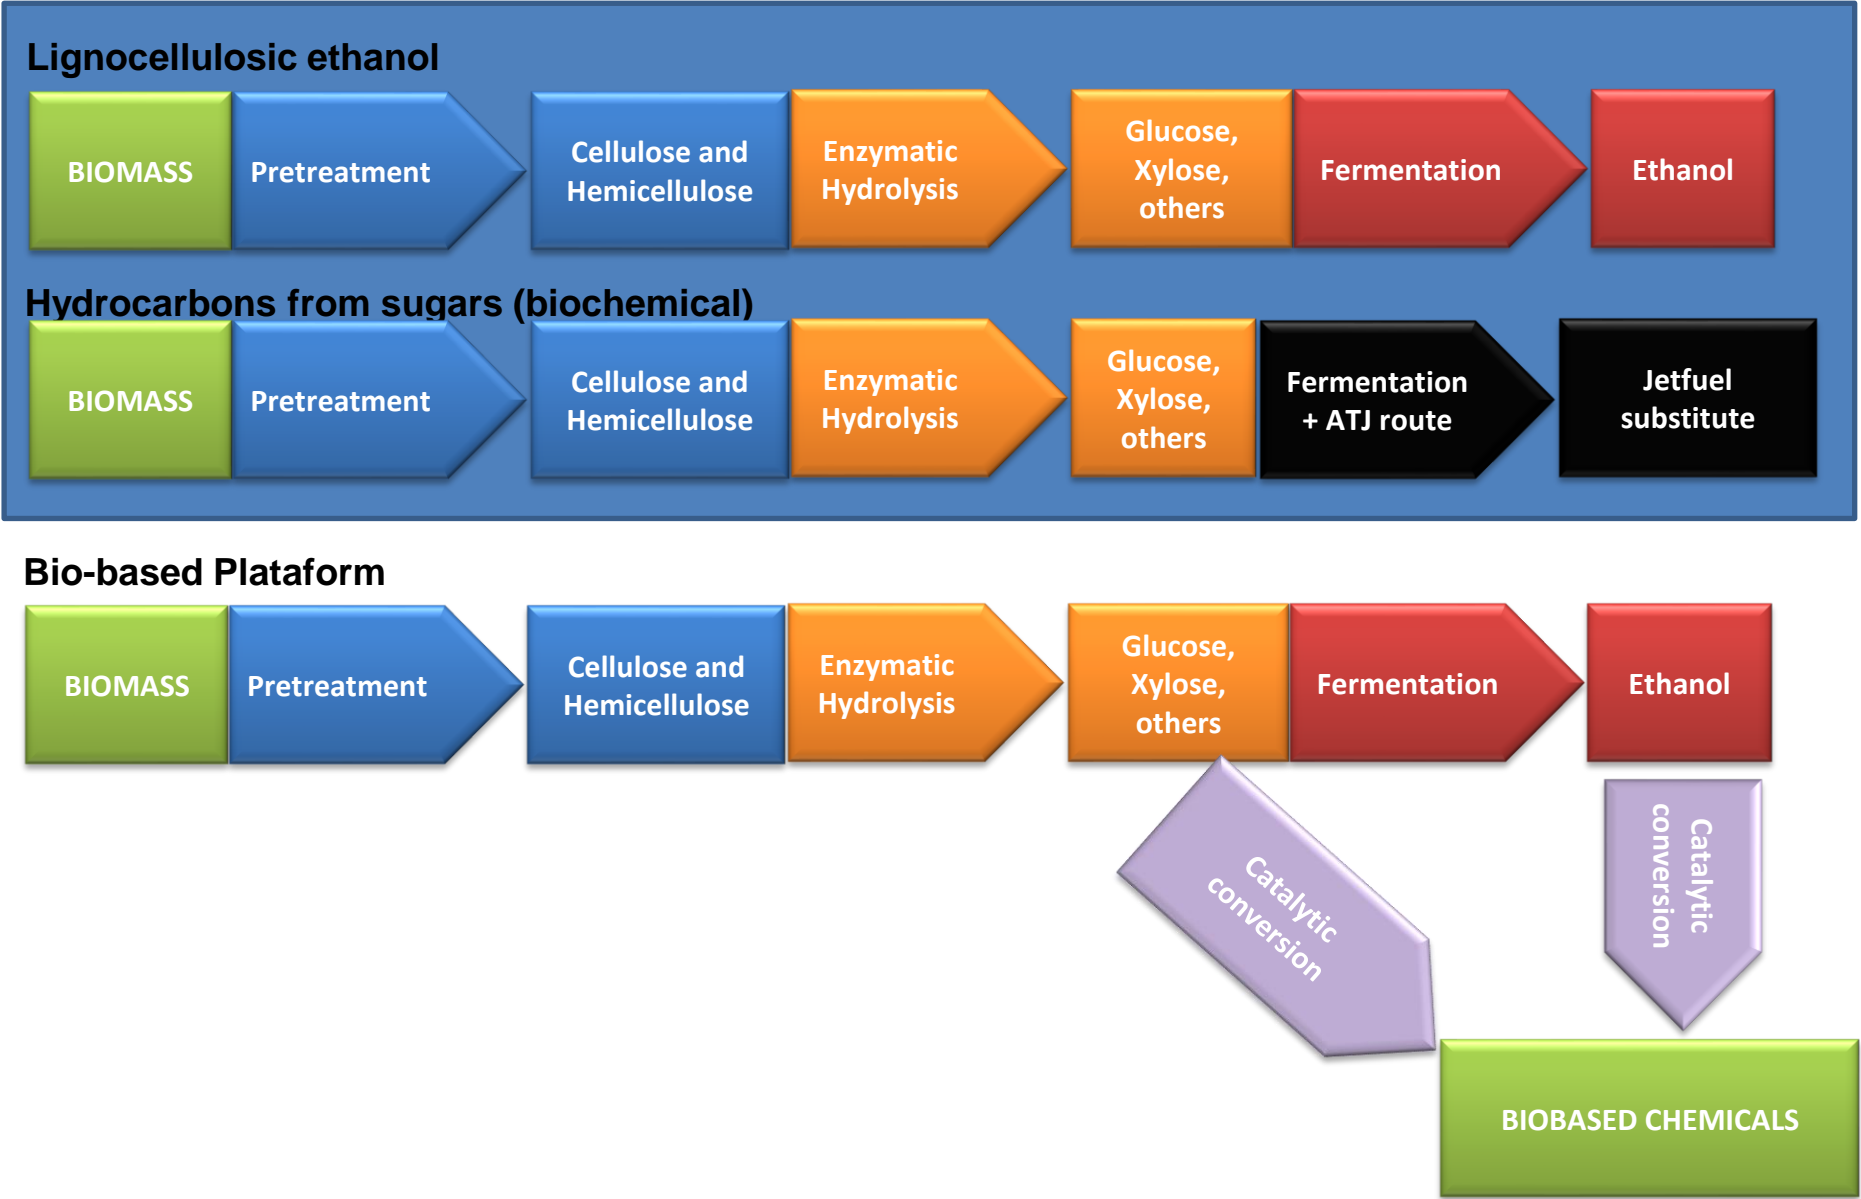 Lignocellulosic ethanol
BIOMASS
Pretreatment
Cellulose and
Hemicellulose
Enzymatic
Hydrolysis
Glucose,
Xylose,
others
Fermentation
Ethanol
Hydrocarbons from sugars (biochemical)
BIOMASS
Pretreatment
Cellulose and
Hemicellulose
Enzymatic
Hydrolysis
Glucose,
Xylose,
others
Fermentation
+ ATJ route
Jetfuel
substitute
Bio-based Plataform
BIOMASS
Pretreatment
Cellulose and
Hemicellulose
Enzymatic
Hydrolysis
Glucose,
Xylose,
others
Fermentation
Ethanol
Catalytic
conversion
Catalytic
conversion
BIOBASED CHEMICALS